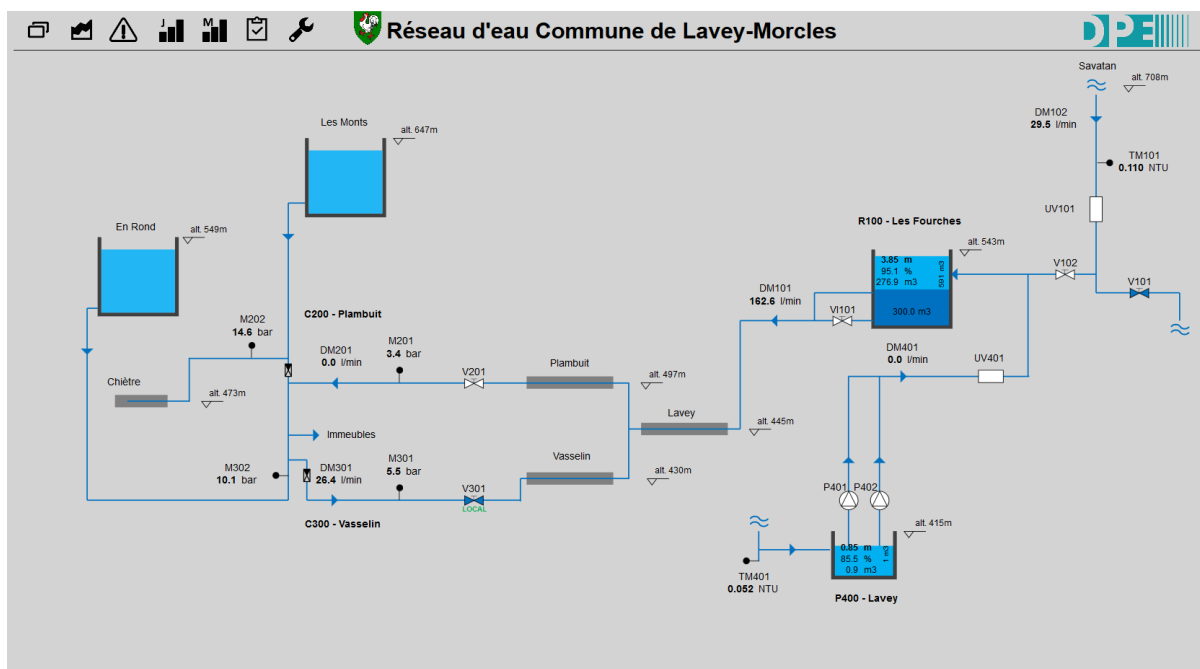 J
M
Réseau d'eau Commune de Lavey-Morcles
DPE
Savatan
alt. 708m
DM102
29.5 l/min
TM101
0.110 NTU
UV101
Les Monts
alt. 647m
En Rond
alt. 549m
R100 - Les Fourches
alt. 543m
3.85 m
95.1 %
276.9 m3
591 m3
300.0 m3
V102
V101
DM101
162.6 l/min
VI101
C200 - Plambuit
M202
14.6 bar
DM201
0.0 l/min
M201
3.4 bar
V201
Plambuit
alt. 497m
DM401
0.0 l/min
UV401
Chiètre
alt. 473m
Lavey
alt. 445m
Immeubles
M302
10.1 bar
DM301
26.4 l/min
M301
5.5 bar
V301
LOCAL
Vasselin
alt. 430m
C300 - Vasselin
P401
P402
alt. 415m
0.85 m
85.5 %
0.9 m3
1 m3
TM401
0.052 NTU
P400 - Lavey